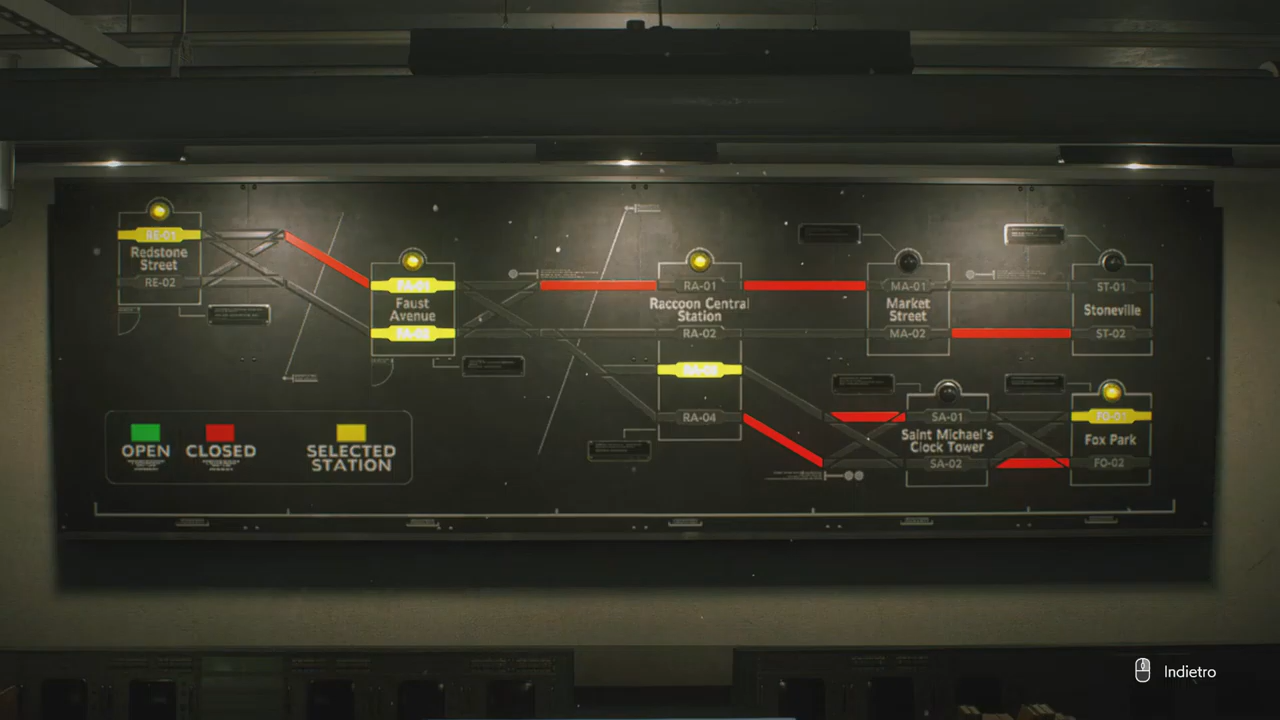 RE-01
Redstone
Street
RE-02
FA-01
Faust
Avenue
FA-02
RA-01
Raccoon Central
Station
RA-02
RA-03
RA-04
MA-01
Market
Street
MA-02
ST-01
Stoneville
ST-02
SA-01
Saint Michael's
Clock Tower
SA-02
FO-01
Fox Park
FO-02
OPEN
CLOSED
SELECTED
STATION
Indietro